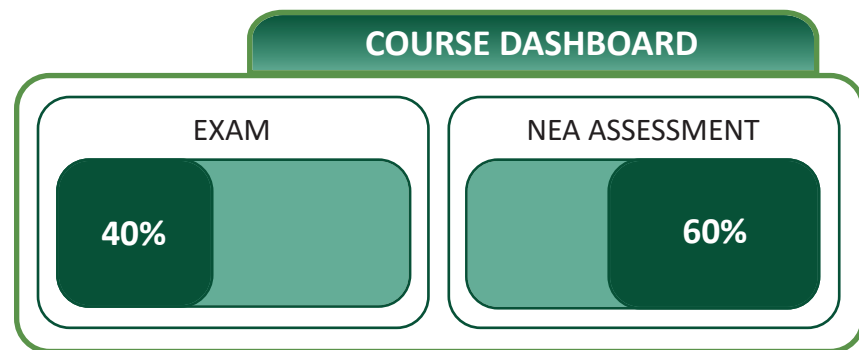 COURSE DASHBOARD
EXAM
40%
NEA ASSESSMENT
60%